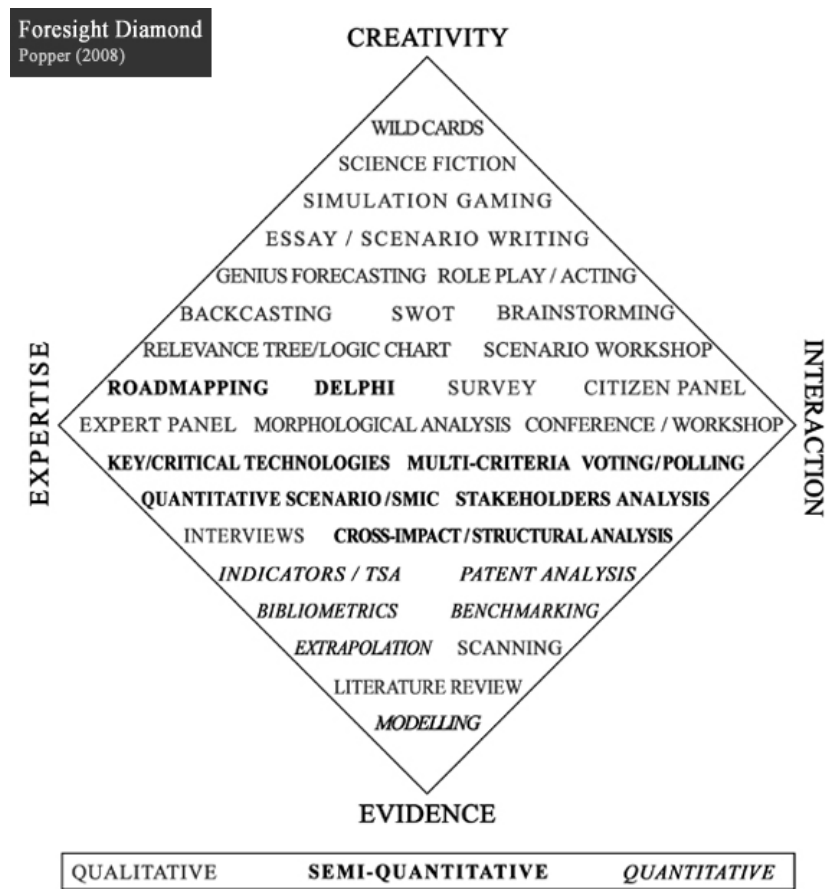 Foresight Diamond
Popper (2008)
CREATIVITY
WILD CARDS
SCIENCE FICTION
SIMULATION GAMING
ESSAY / SCENARIO WRITING
GENIUS FORECASTING ROLE PLAY / ACTING
BACKCASTING SWOT BRAINSTORMING
RELEVANCE TREE/LOGIC CHART SCENARIO WORKSHOP
ROADMAPPING DELPHI SURVEY CITIZEN PANEL
EXPERTISE
EXPERT PANEL MORPHOLOGICAL ANALYSIS CONFERENCE / WORKSHOP
INTERACTION
KEY/CRITICAL TECHNOLOGIES MULTI-CRITERIA VOTING/POLLING
QUANTITATIVE SCENARIO/SMIC STAKEHOLDERS ANALYSIS
INTERVIEWS CROSS-IMPACT / STRUCTURAL ANALYSIS
INDICATORS / TSA PATENT ANALYSIS
BIBLIOMETRICS BENCHMARKING
EXTRAPOLATION SCANNING
LITERATURE REVIEW
MODELLING
EVIDENCE
QUALITATIVE SEMI-QUANTITATIVE QUANTITATIVE